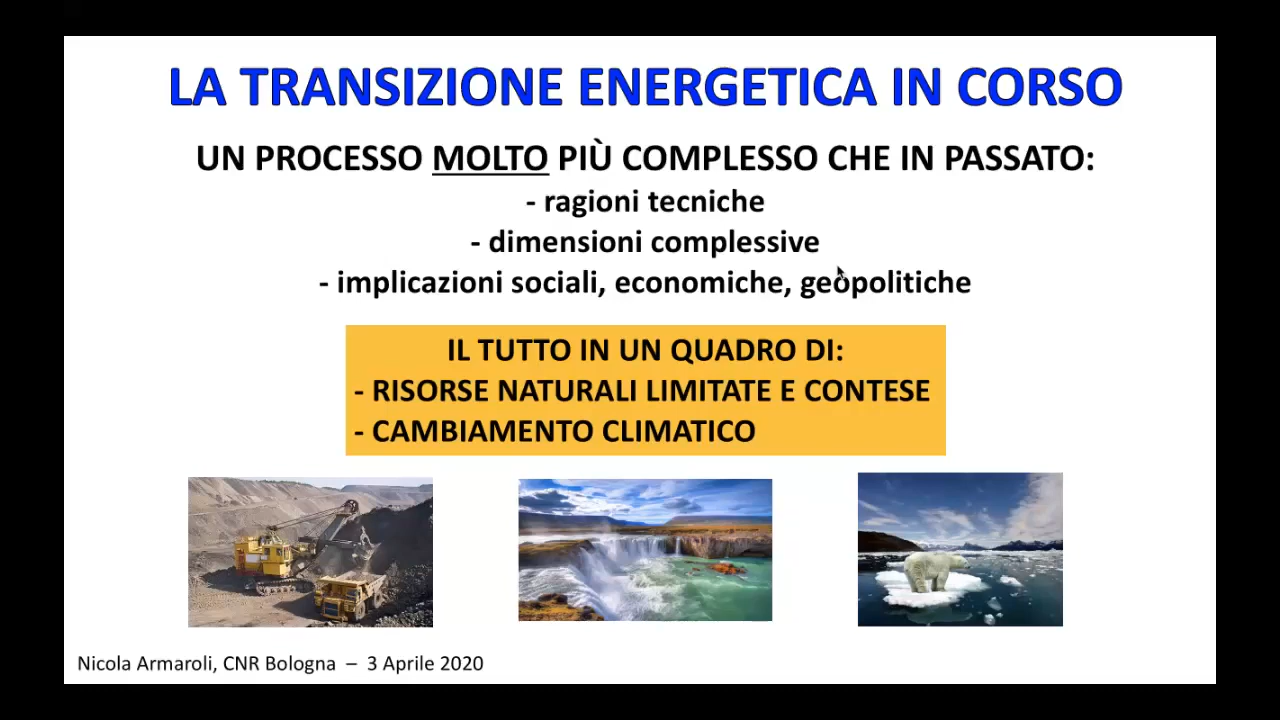 LA TRANSIZIONE ENERGETICA IN CORSO
UN PROCESSO MOLTO PIÙ COMPLESSO CHE IN PASSATO:
- ragioni tecniche
- dimensioni complessive
- implicazioni sociali, economiche, geopolitiche
IL TUTTO IN UN QUADRO DI:
- RISORSE NATURALI LIMITATE E CONTESE
- CAMBIAMENTO CLIMATICO
Nicola Armaroli, CNR Bologna – 3 Aprile 2020